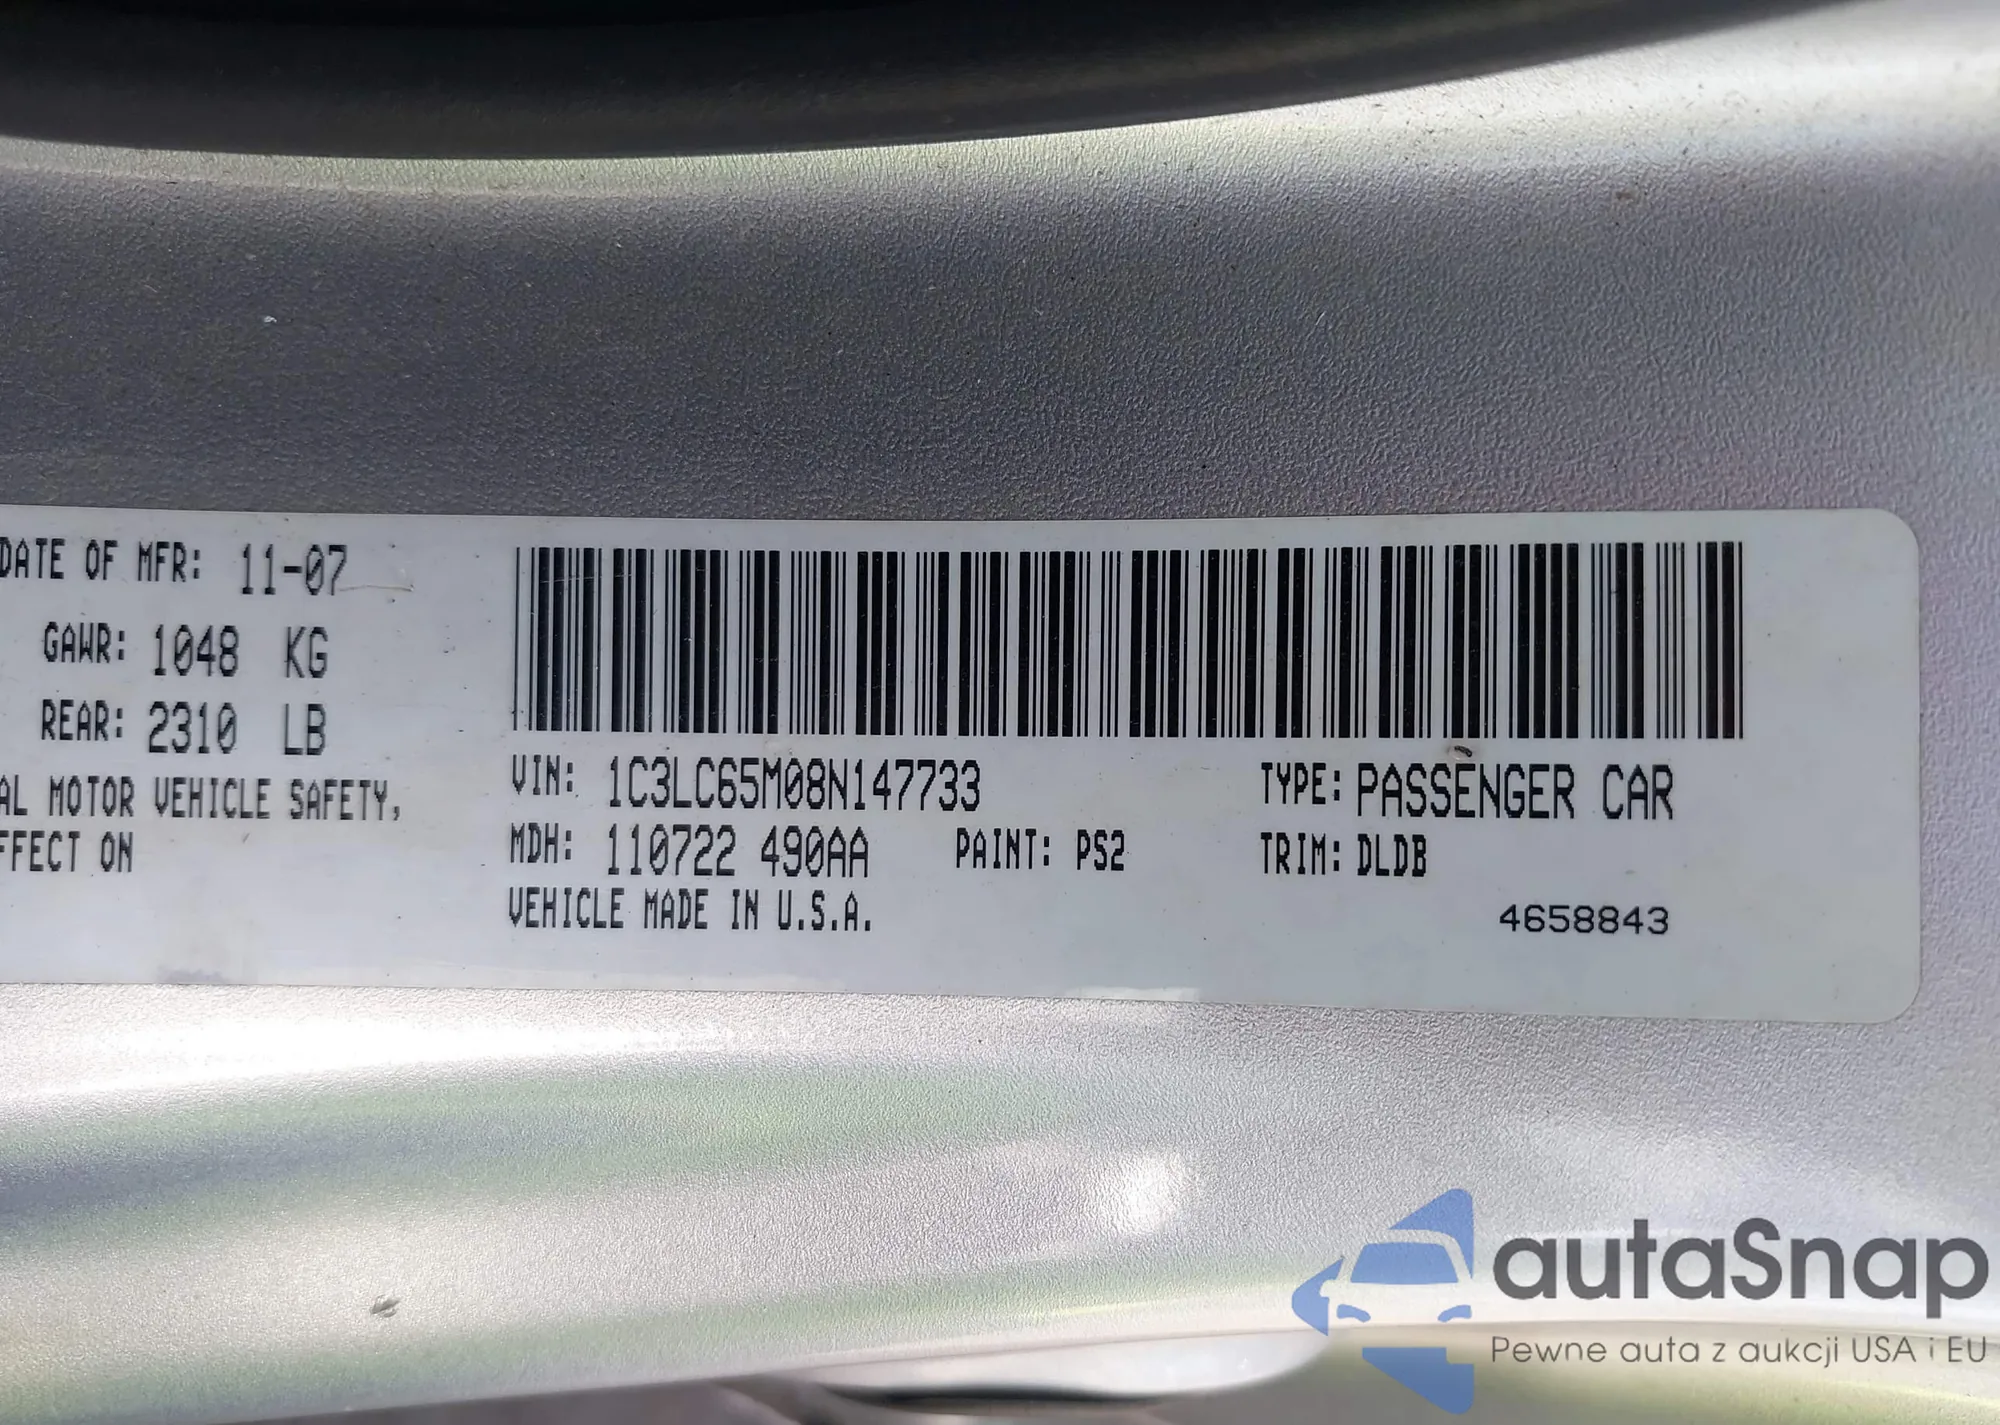 DATE OF MFR: 11-07
GAWR: 1048 KG
REAR: 2310 LB
AL MOTOR VEHICLE SAFETY,
FFECT ON
VIN: 1C3LC65M08N147733
TYPE: PASSENGER CAR
MDH: 110722 490AA
PAINT: PS2
TRIM: DLDB
VEHICLE MADE IN U.S.A.
4658843
autaSnap
Pewne auta z aukcji USA i EU